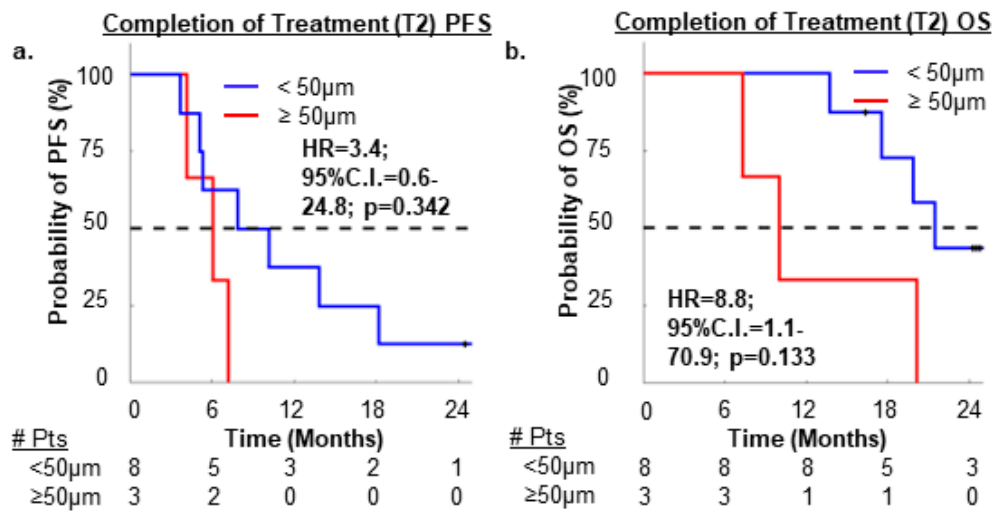 Completion of Treatment (T2) PFS
a.
Probability of PFS (%)
100
75
50
25
0
< 50µm
≥ 50µm
HR=3.4;
95%C.I.=0.6-
24.8; p=0.342
0 6 12 18 24
Time (Months)
# Pts
<50µm 8 5 3 2 1
≥50µm 3 2 0 0 0
Completion of Treatment (T2) OS
b.
Probability of OS (%)
100
75
50
25
0
< 50µm
≥ 50µm
HR=8.8;
95%C.I.=1.1-
70.9; p=0.133
0 6 12 18 24
Time (Months)
# Pts
<50µm 8 8 8 5 3
≥50µm 3 3 1 1 0